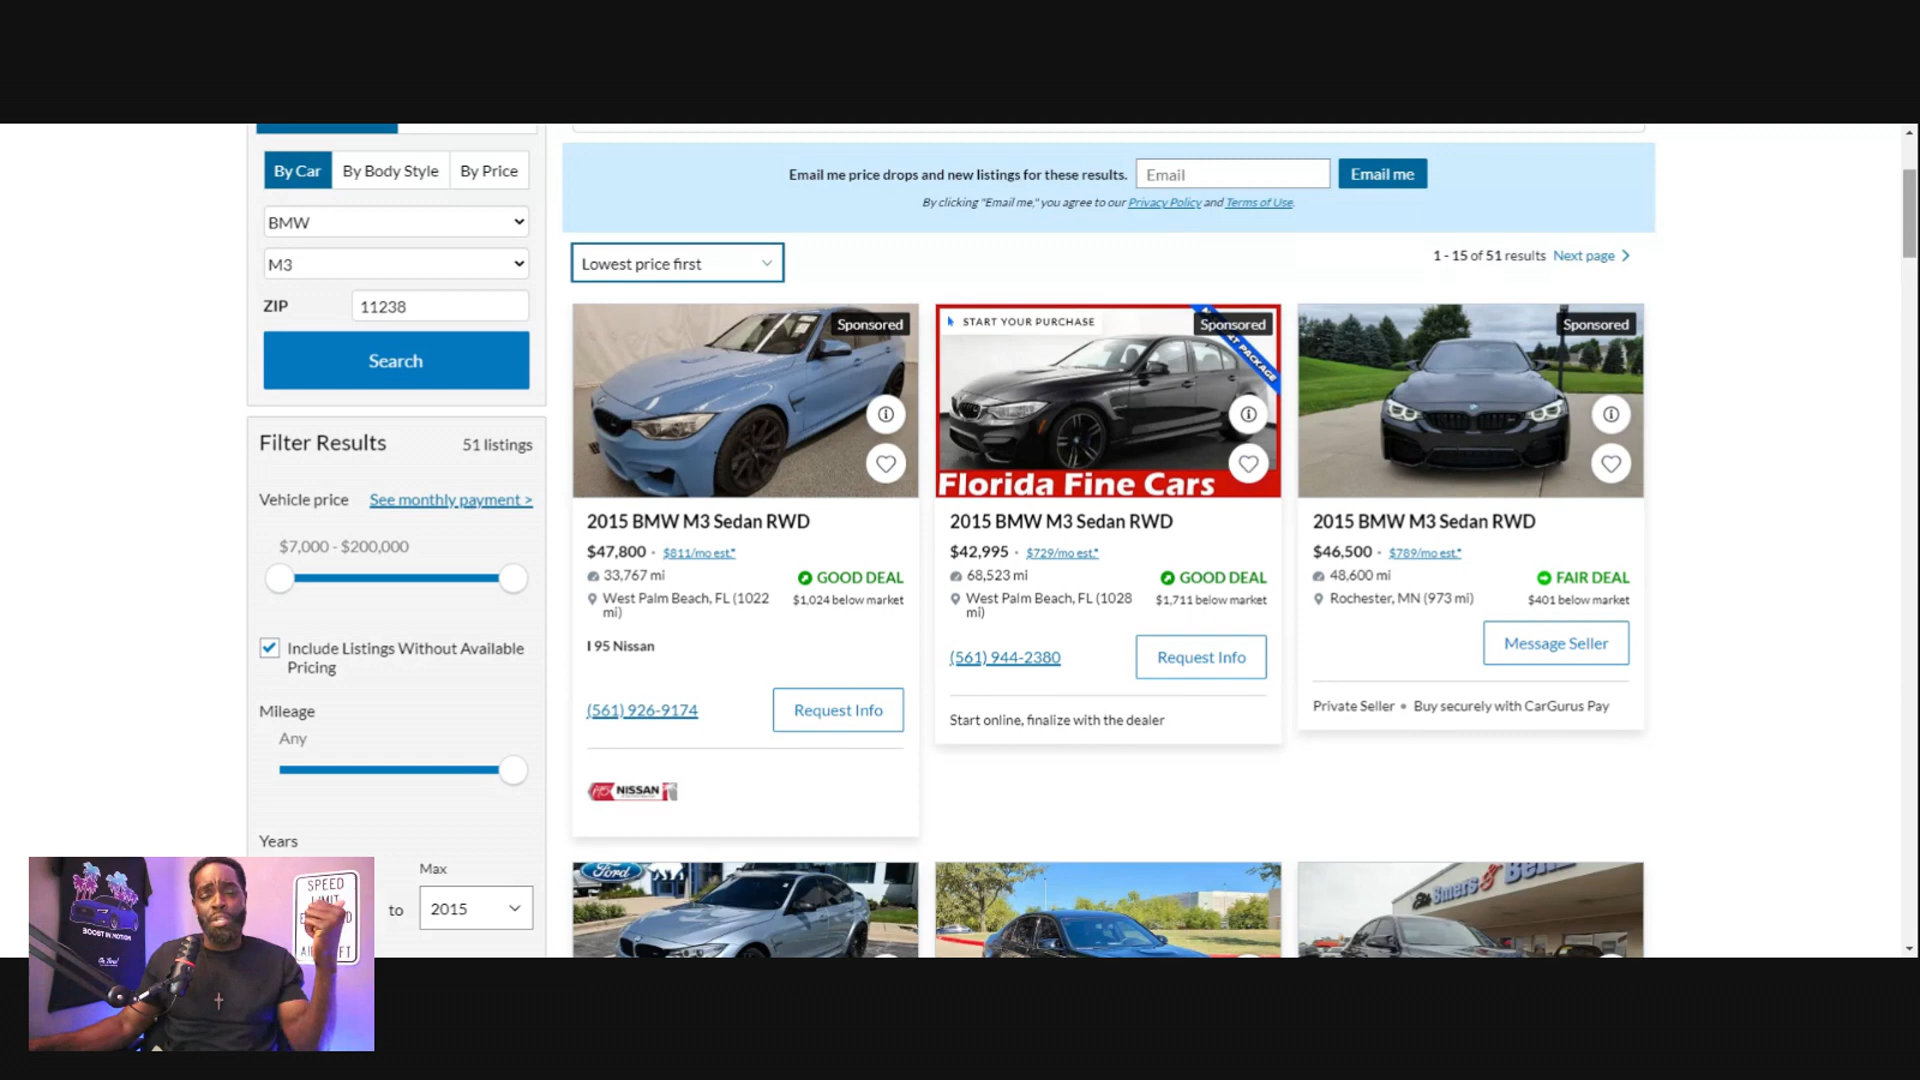 By Car
By Body Style
By Price
BMW
M3
ZIP
11238
Search
Filter Results
51 listings
Vehicle price
See monthly payment >
$7,000 - $200,000
Include Listings Without Available
Pricing
Mileage
Any
Years
Max
to
2015
Email me price drops and new listings for these results.
Email
Email me
By clicking "Email me," you agree to our Privacy Policy and Terms of Use.
Lowest price first
1 - 15 of 51 results
Next page
Sponsored
2015 BMW M3 Sedan RWD
$47,800 · $811/mo est.*
33,767 mi
GOOD DEAL
West Palm Beach, FL (1022
mi)
$1,024 below market
I 95 Nissan
(561) 926-9174
Request Info
NISSAN
START YOUR PURCHASE
Sponsored
PACKAGE
Florida Fine Cars
2015 BMW M3 Sedan RWD
$42,995 · $729/mo est.*
68,523 mi
GOOD DEAL
West Palm Beach, FL (1028
mi)
$1,711 below market
(561) 944-2380
Request Info
Start online, finalize with the dealer
Sponsored
2015 BMW M3 Sedan RWD
$46,500 · $789/mo est.*
48,600 mi
FAIR DEAL
Rochester, MN (973 mi)
$401 below market
Message Seller
Private Seller • Buy securely with CarGurus Pay
Ford
BOOST IN MOTION
SPEED